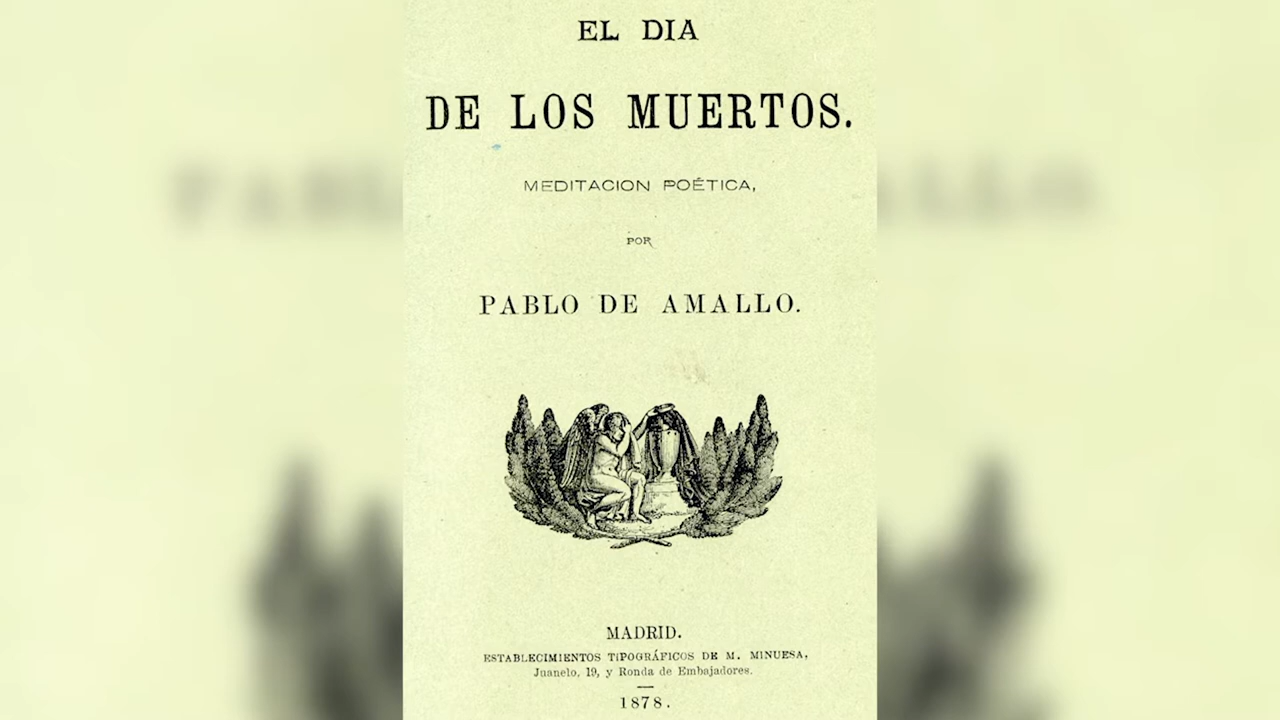 EL DIA
DE LOS MUERTOS.
MEDITACION POÉTICA,
POR
PABLO DE AMALLO.
MADRID.
ESTABLECIMIENTOS TIPOGRÁFICOS DE M. MINUESA,
Juanelo, 19, y Ronda de Embajadores.
1878.